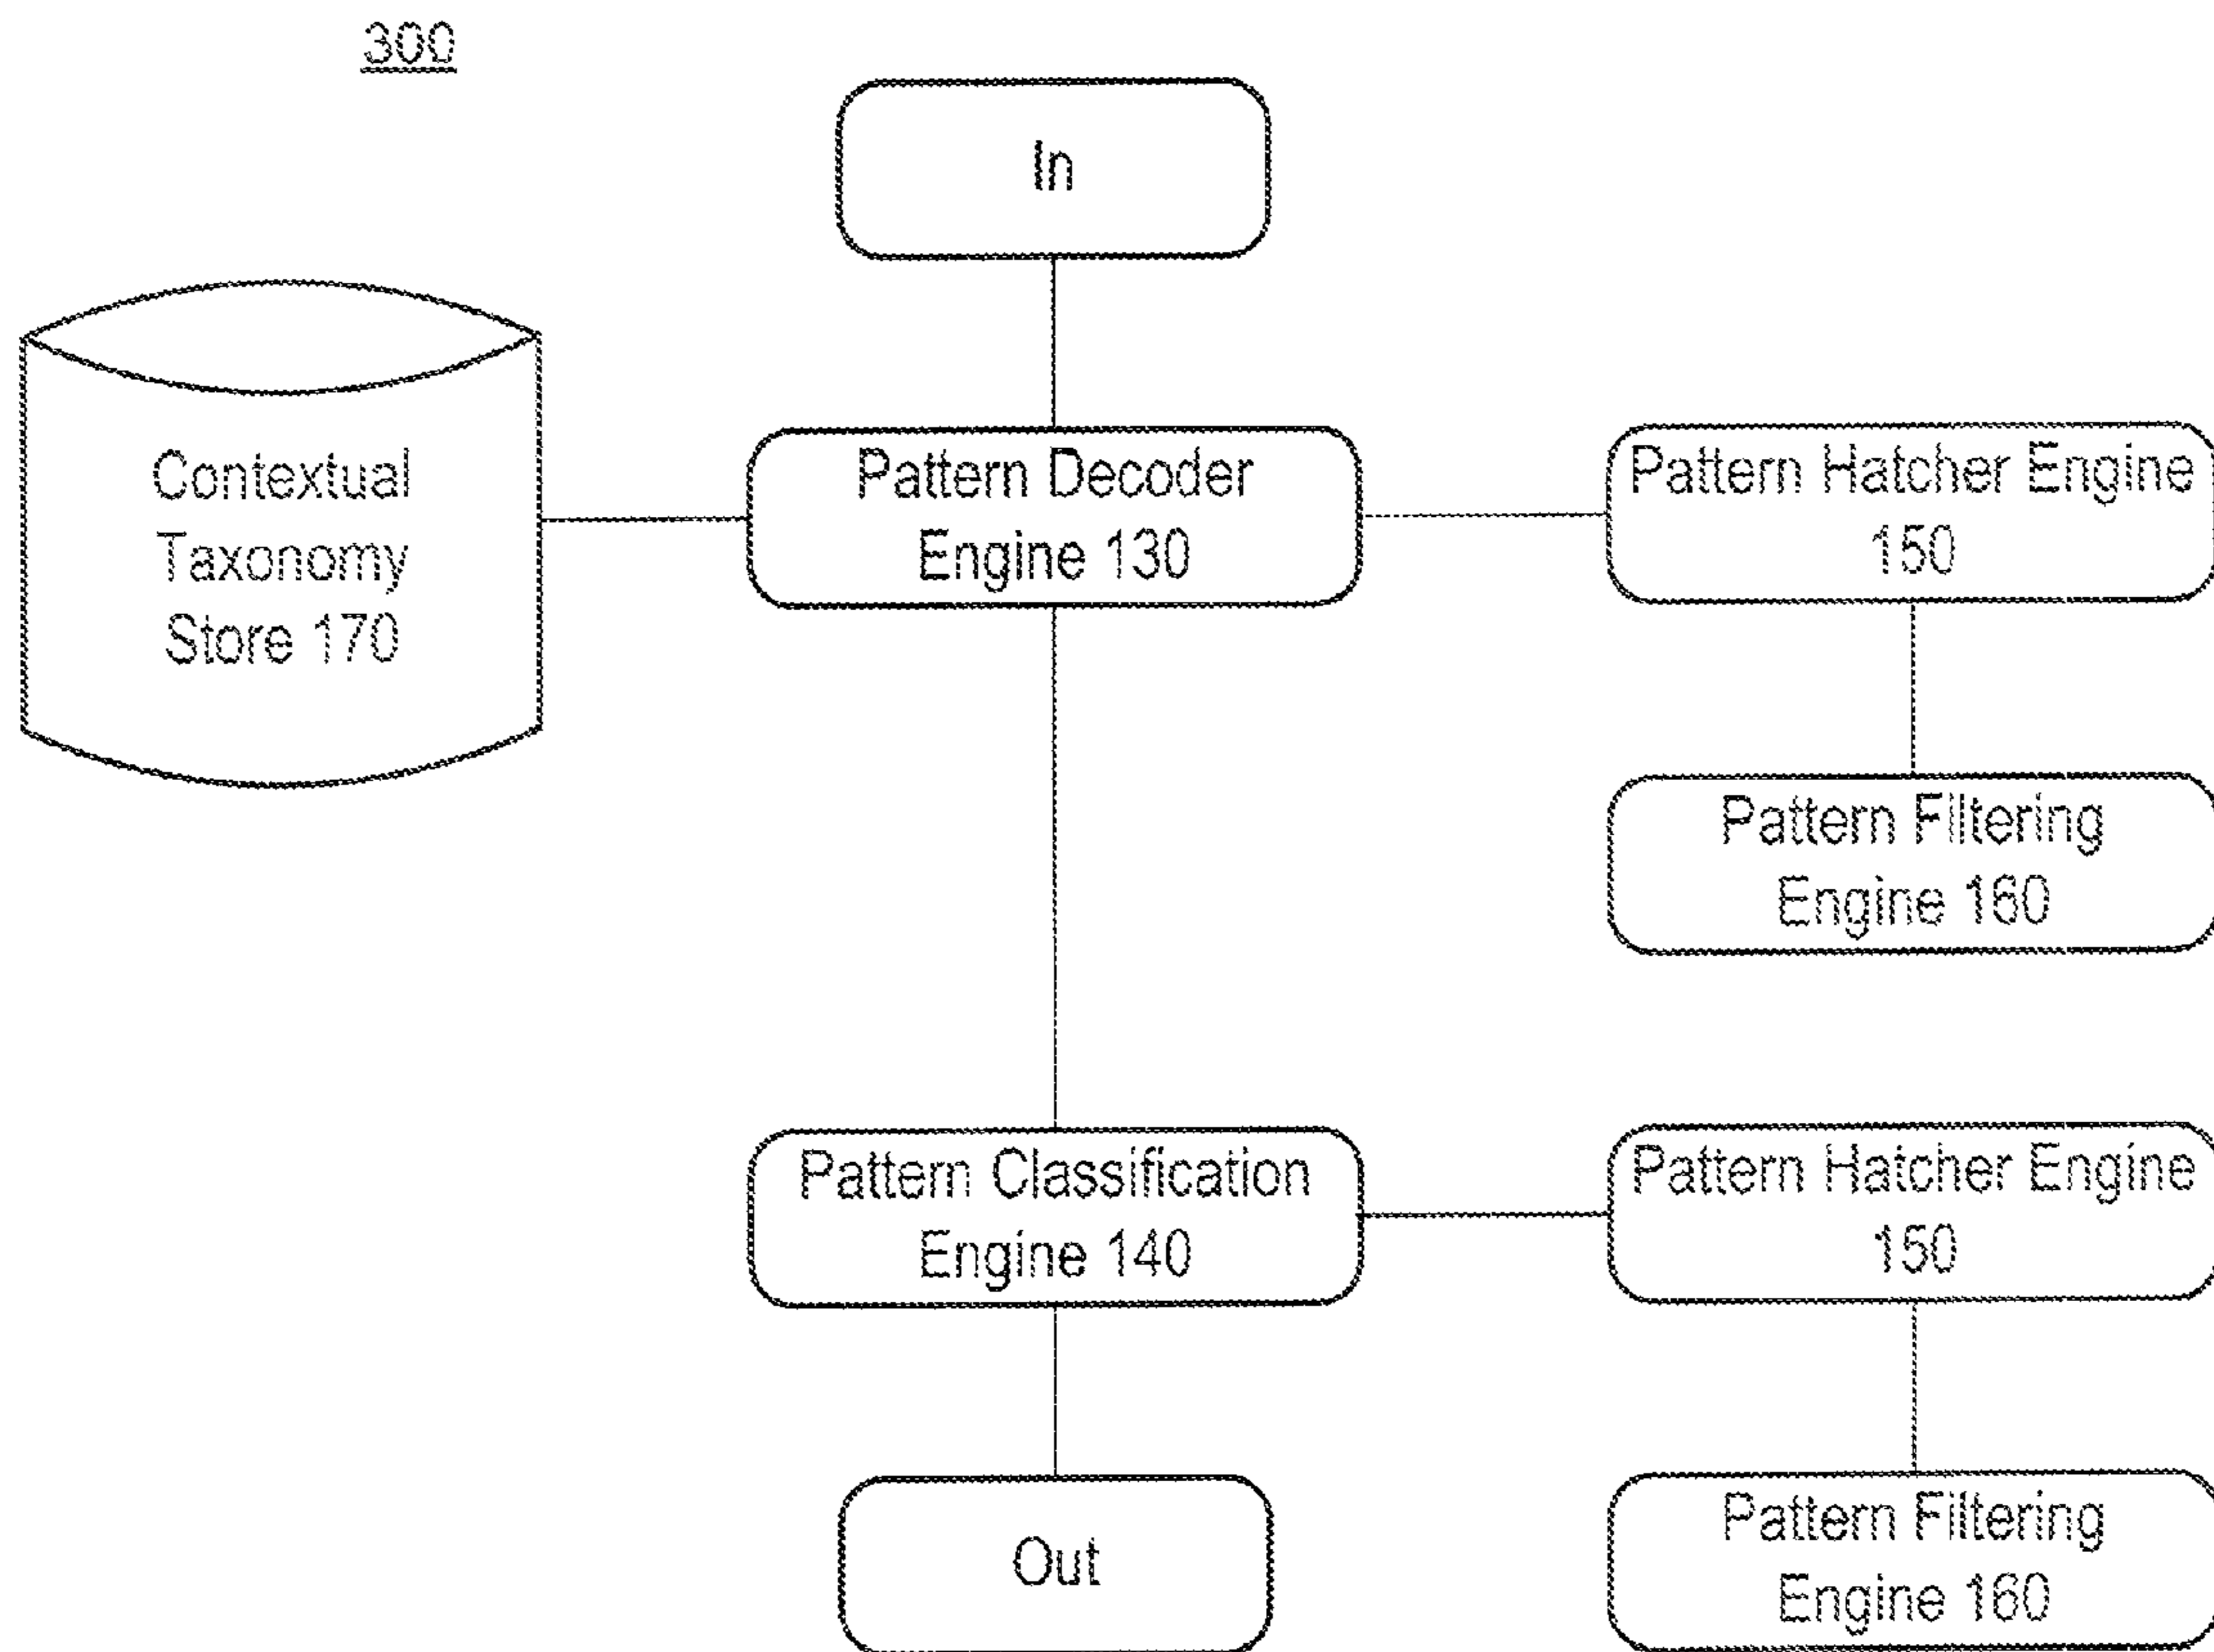 300
In
Contextual
Taxonomy
Store 170
Pattern Decoder
Engine 130
Pattern Hatcher Engine
150
Pattern Filtering
Engine 160
Pattern Classification
Engine 140
Pattern Hatcher Engine
150
Out
Pattern Filtering
Engine 160